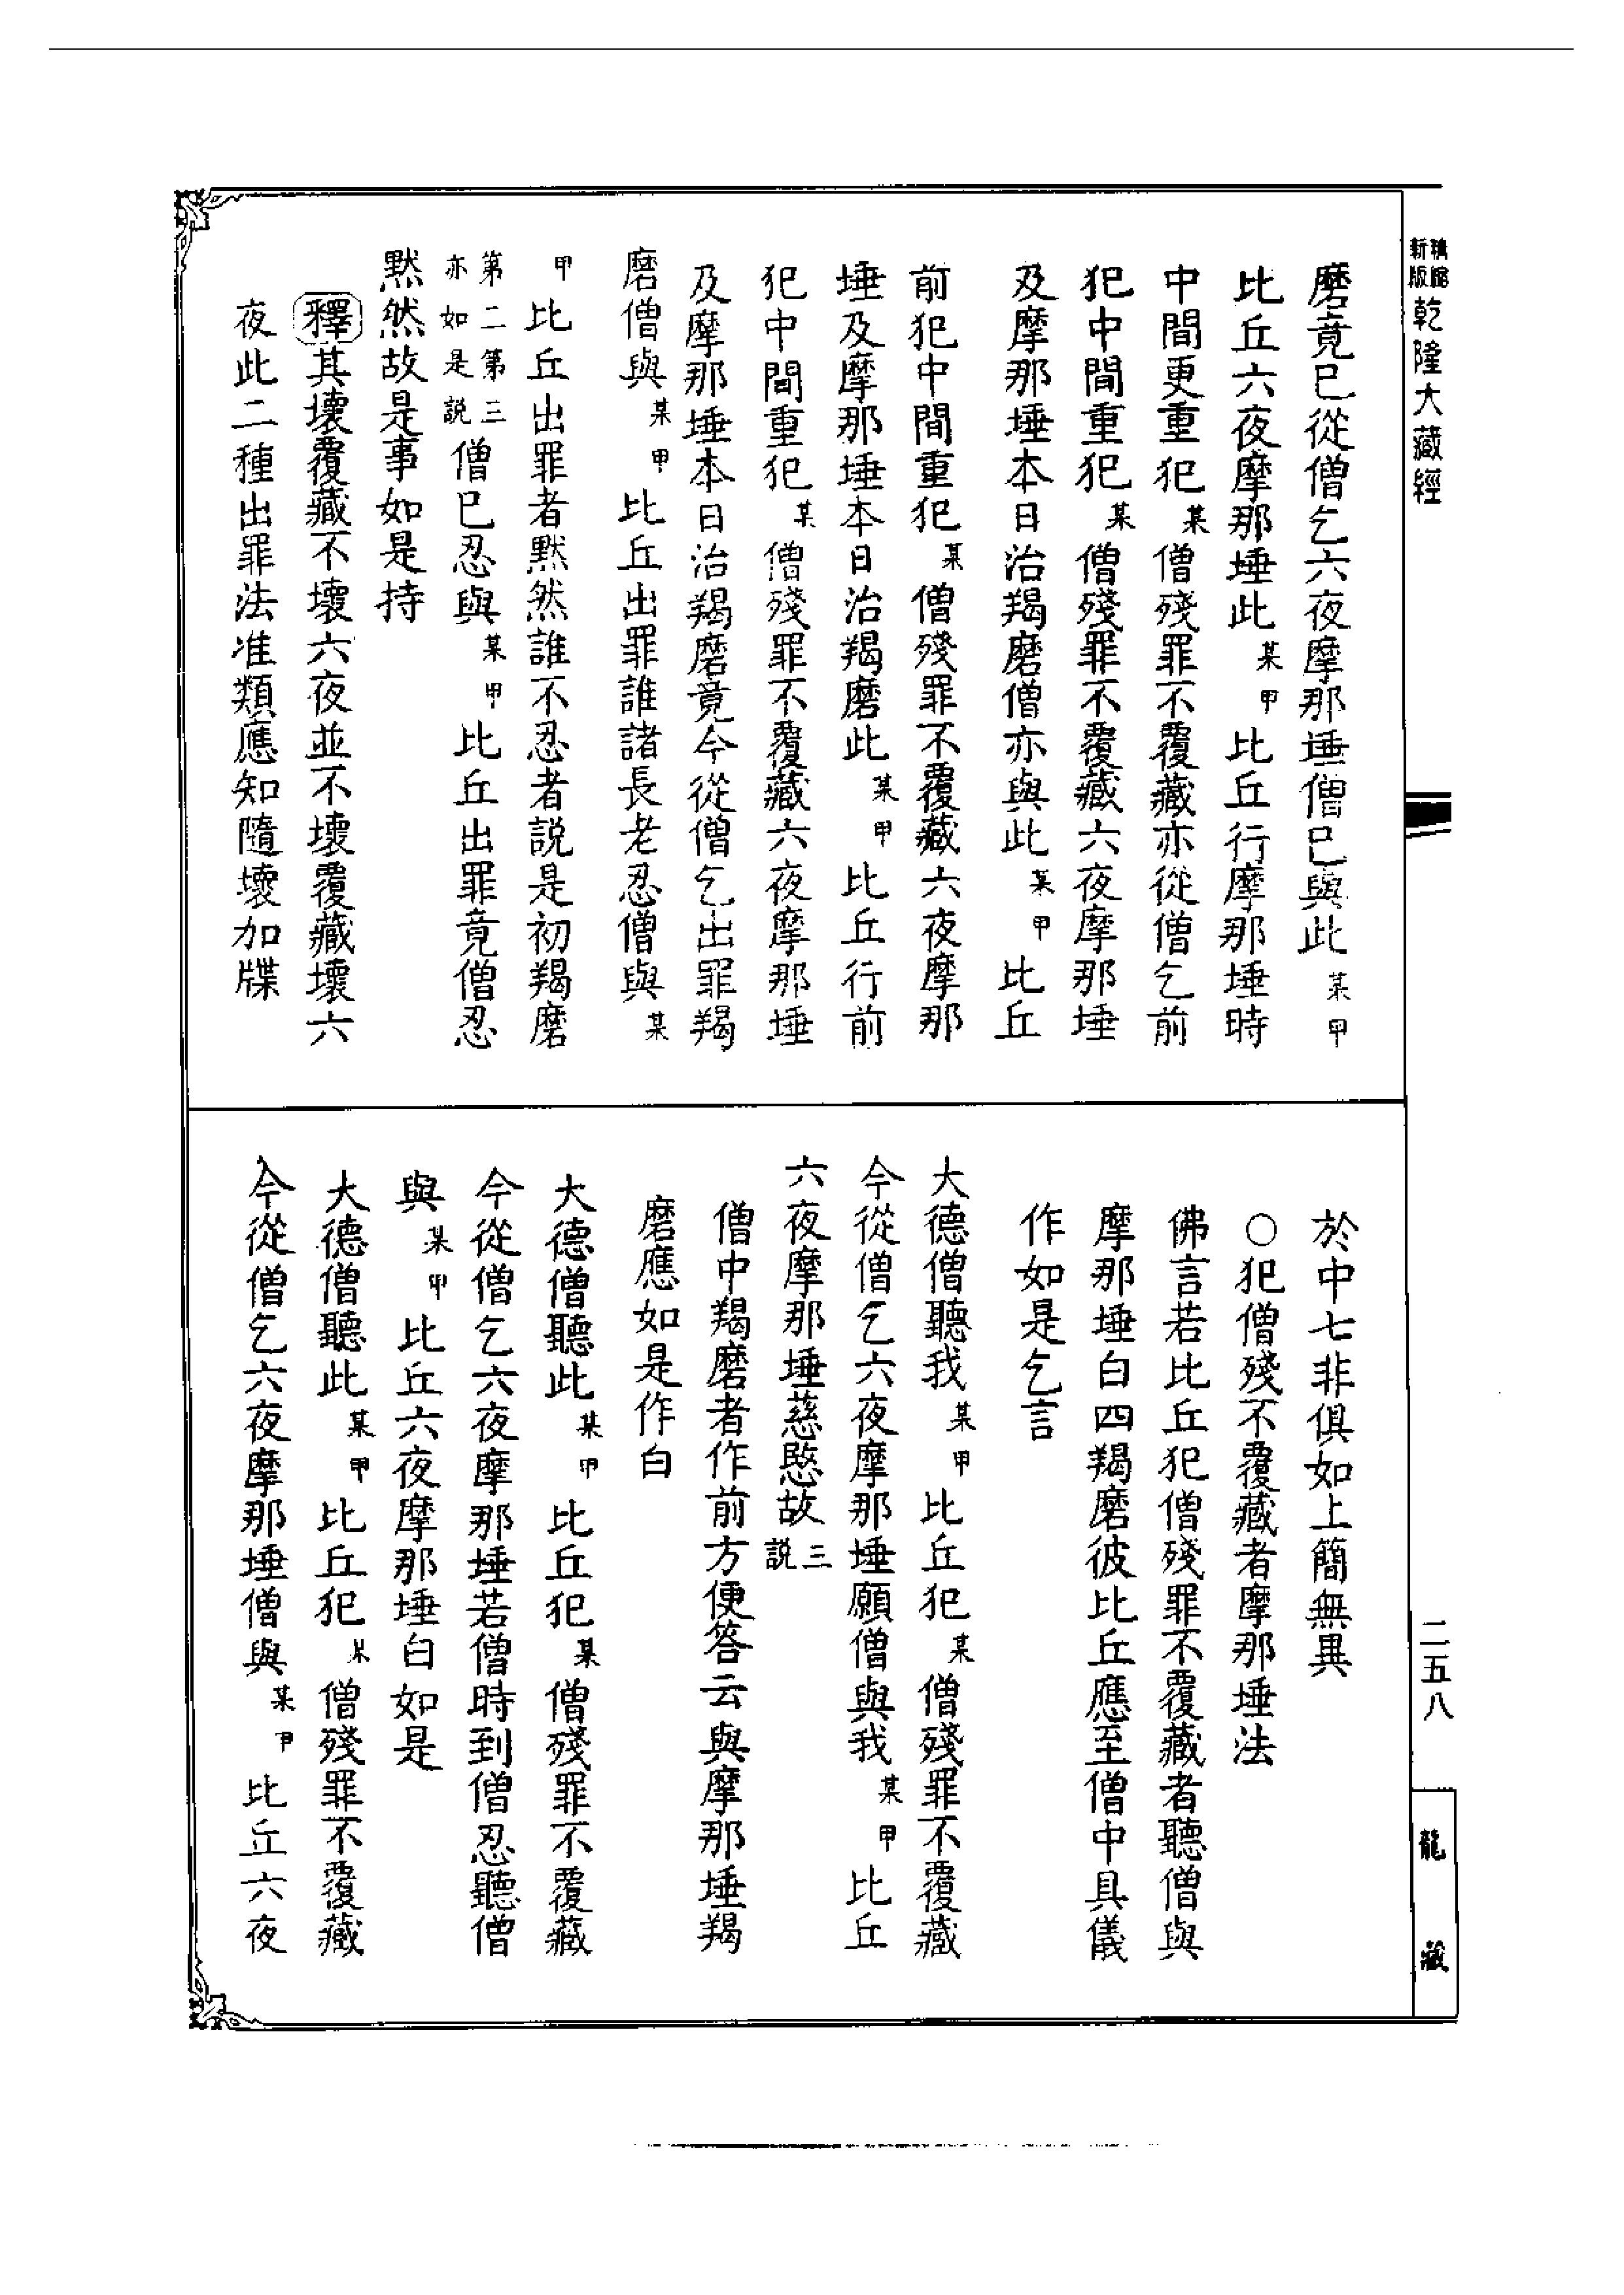 新版 精縮 乾隆大藏經
磨竟已從僧乞六夜摩那埵僧已與此某甲
比丘六夜摩那埵此某甲比丘行摩那埵時
中間更重犯某僧殘罪不覆藏亦從僧乞前
犯中間重犯某僧殘罪不覆藏六夜摩那埵
及摩那埵本日治羯磨僧亦與此某甲比丘
前犯中間重犯某僧殘罪不覆藏六夜摩那
埵及摩那埵本日治羯磨此某甲比丘行前
犯中間重犯某僧殘罪不覆藏六夜摩那埵
及摩那埵本日治羯磨竟今從僧乞出罪羯
磨僧與某甲比丘出罪誰諸長老忍僧與某
甲比丘出罪者默然誰不忍者説是初羯磨
第二第三亦如是説僧已忍與某甲比丘出罪竟僧忍
默然故是事如是持
釋其壞覆藏不壞六夜並不壞覆藏壞六
夜此二種出罪法准類應知隨壞加牒
於中七非俱如上簡無異
○犯僧殘不覆藏者摩那埵法
佛言若比丘犯僧殘罪不覆藏者聽僧與
摩那埵白四羯磨彼比丘應至僧中具儀
作如是乞言
大德僧聽我某甲比丘犯某僧殘罪不覆藏
今從僧乞六夜摩那埵願僧與我某甲比丘
六夜摩那埵慈愍故三説
僧中羯磨者作前方便答云與摩那埵羯
磨應如是作白
大德僧聽此某甲比丘犯某僧殘罪不覆藏
今從僧乞六夜摩那埵若僧時到僧忍聽僧
與某甲比丘六夜摩那埵白如是
大德僧聽此某甲比丘犯某僧殘罪不覆藏
今從僧乞六夜摩那埵僧與某甲比丘六夜
二五八
龍藏